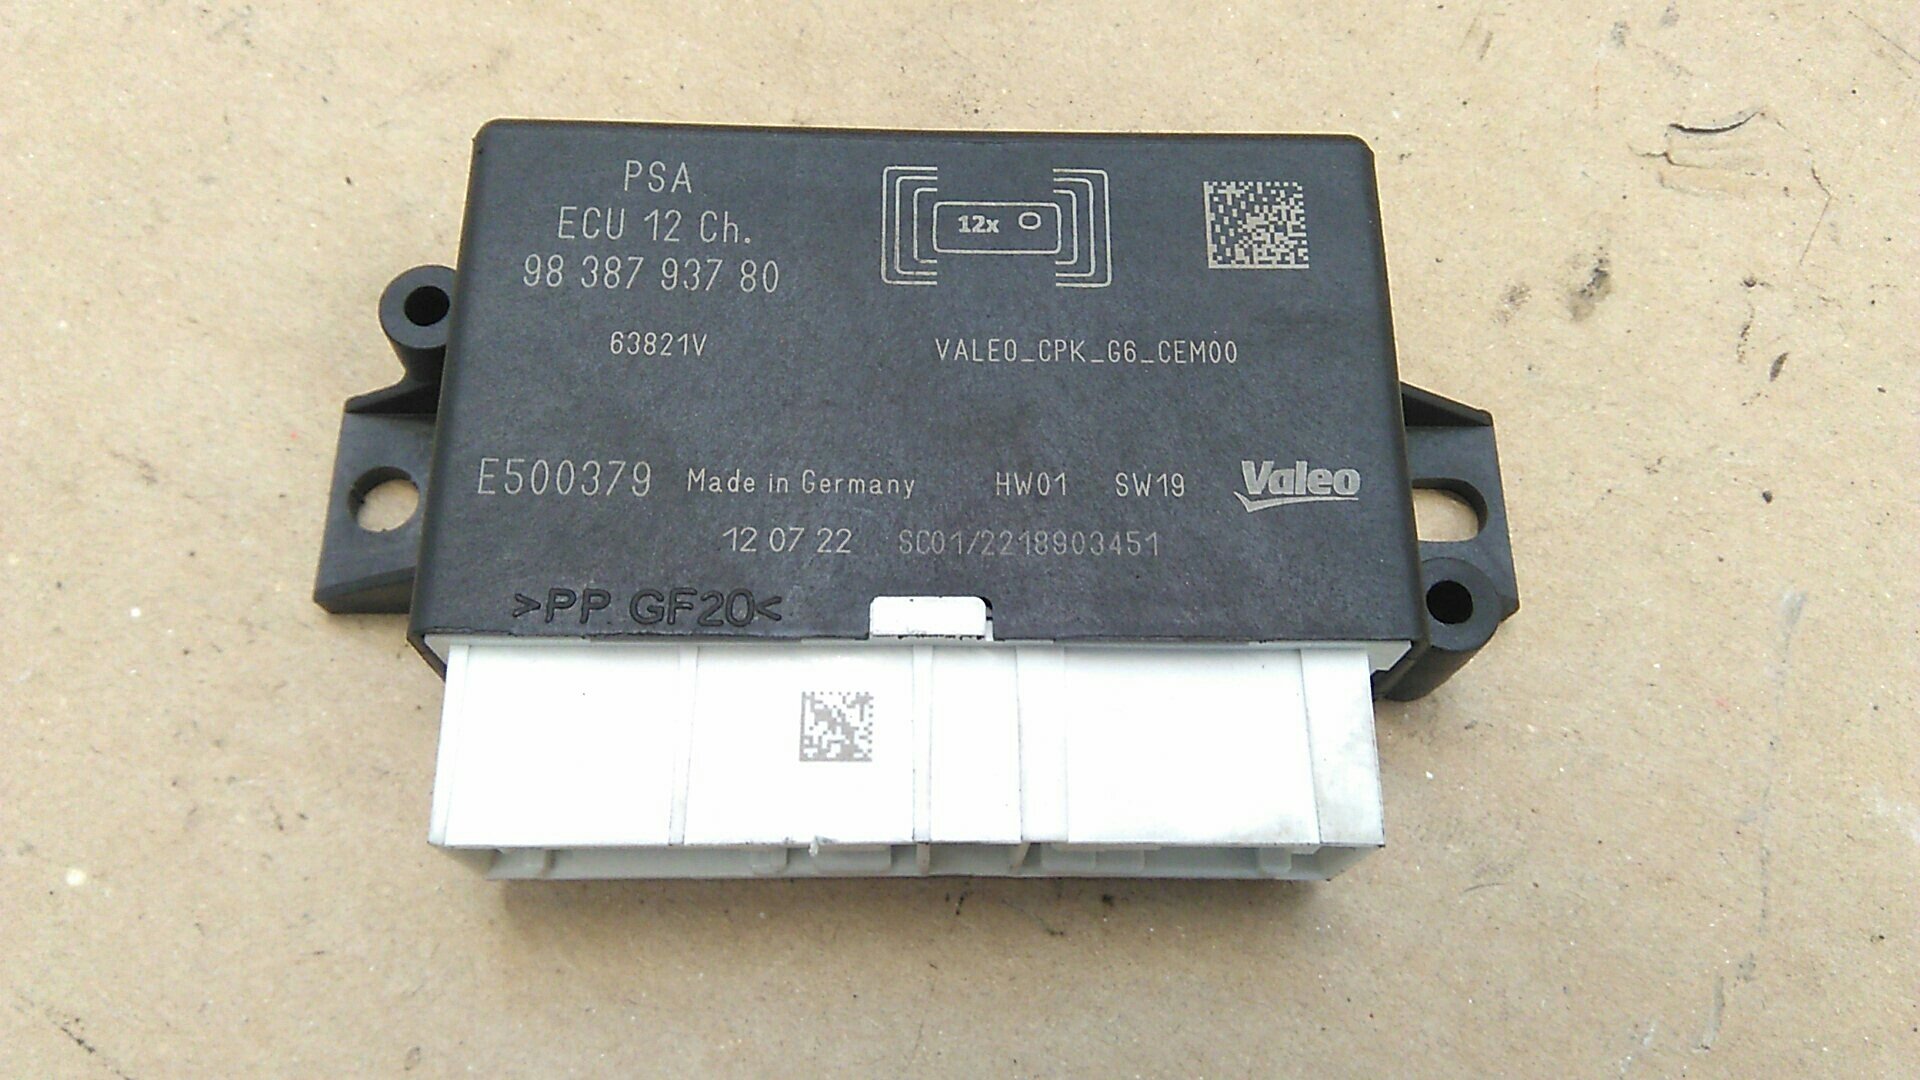 PSA
ECU 12 Ch.
98 387 937 80
12x
63821V
VALEO_CPK_G6_CEM00
E500379 Made in Germany HW01 SW19 Valeo
12 07 22 SC01/2218903451
>PP GF20<